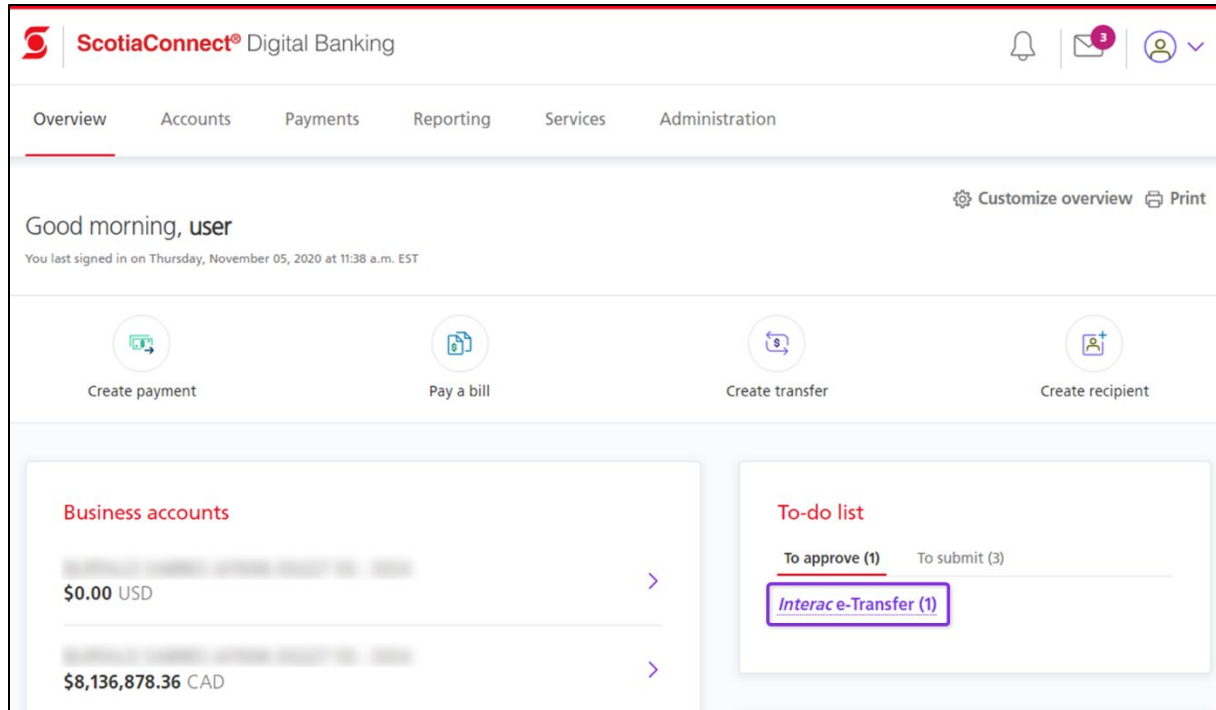 ScotiaConnect® Digital Banking
3
Overview Accounts Payments Reporting Services Administration
Customize overview Print
Good morning, user
You last signed in on Thursday, November 05, 2020 at 11:38 a.m. EST
Create payment Pay a bill Create transfer Create recipient
Business accounts
$0.00 USD
$8,136,878.36 CAD
To-do list
To approve (1) To submit (3)
Interac e-Transfer (1)